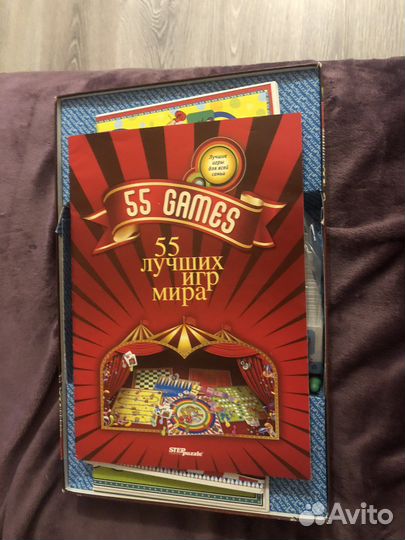 Лучшие
игры
для всей
семьи
55 GAMES
55
лучших
игр
мира
STEP
puzzle
Avito